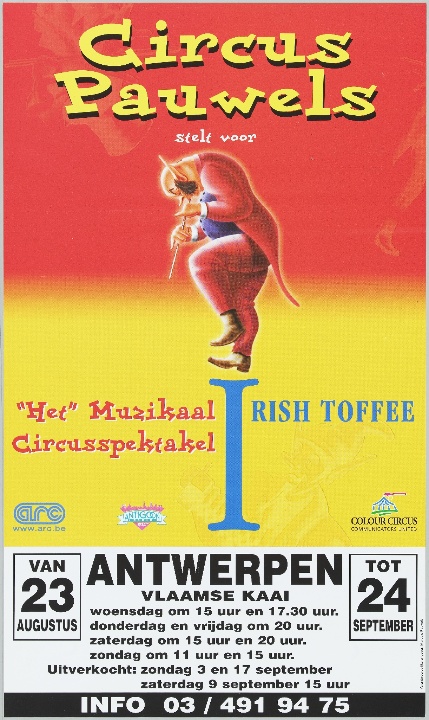 Circus
Pauwels
stelt voor
"Het" Muzikaal
Circusspektakel
IRISH TOFFEE
arc
www.arc.be
COLOUR CIRCUS
COMMUNICATORS UNITED
VAN
23
AUGUSTUS
ANTWERPEN
VLAAMSE KAAI
woensdag om 15 uur en 17.30 uur.
donderdag en vrijdag om 20 uur.
zaterdag om 15 uur en 20 uur.
zondag om 11 uur en 15 uur.
Uitverkocht: zondag 3 en 17 september
zaterdag 9 september 15 uur
TOT
24
SEPTEMBER
INFO 03 / 491 94 75